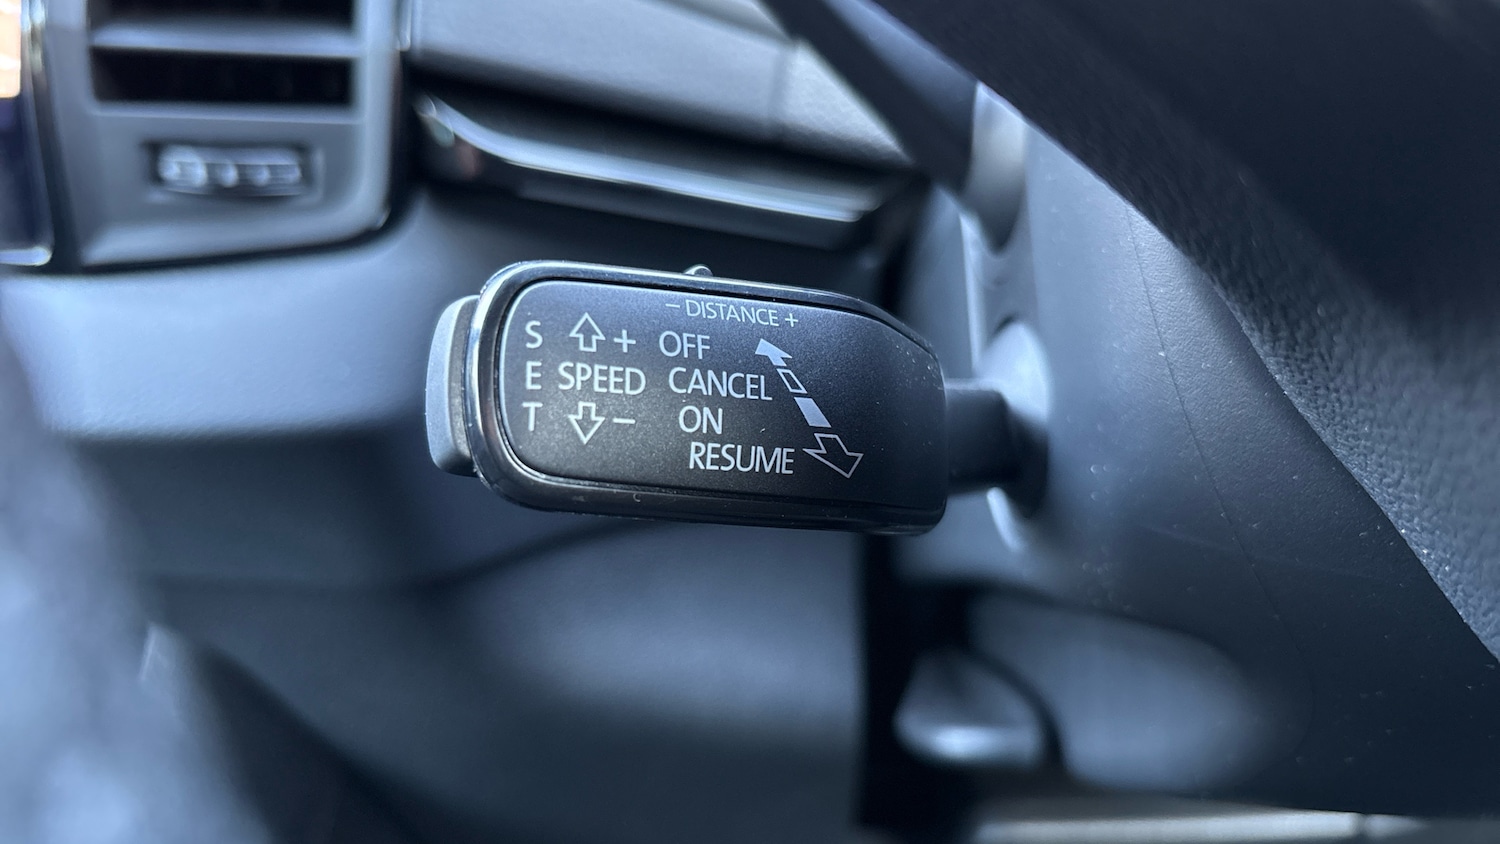 - DISTANCE +
S + OFF
E SPEED CANCEL
T - ON
RESUME